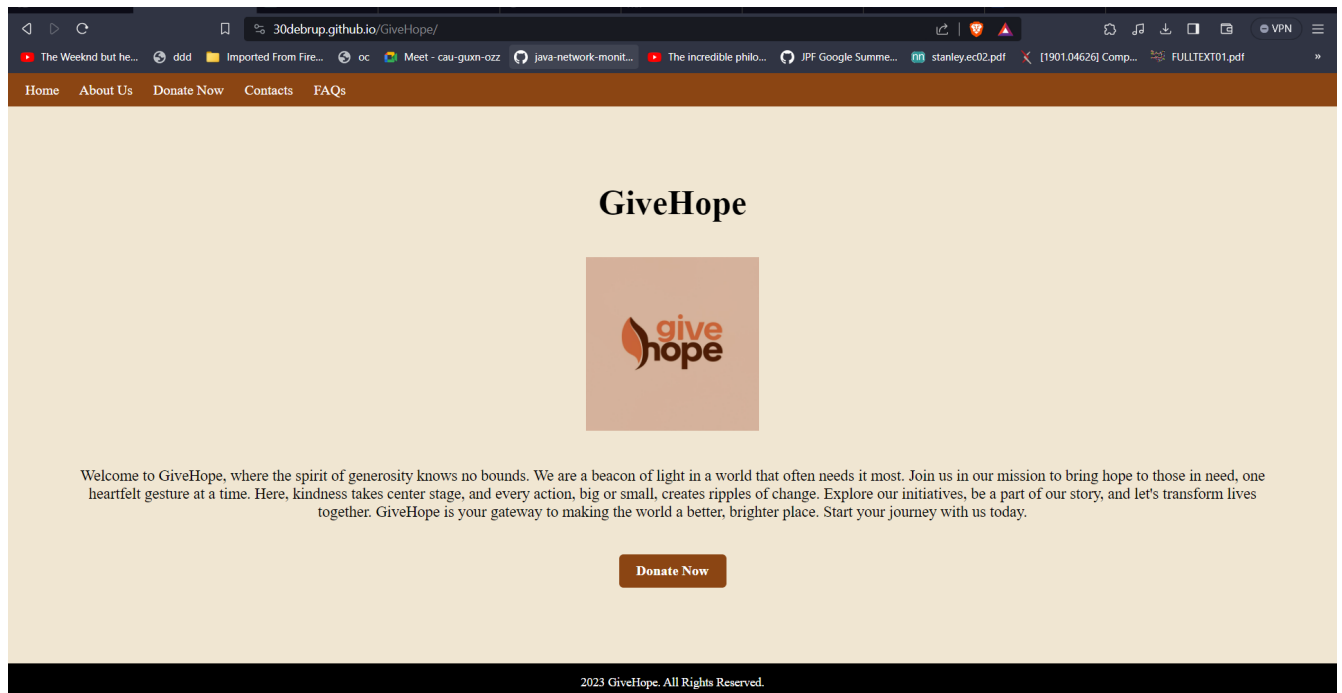 30debrup.github.io/GiveHope/
VPN
The Weeknd but he...
ddd
Imported From Fire...
oc
Meet - cau-guxn-ozz
java-network-monit...
The incredible philo...
JPF Google Summe...
nn
stanley.ec02.pdf
[1901.04626] Comp...
FULLTEXT01.pdf
»
Home
About Us
Donate Now
Contacts
FAQs
GiveHope
give
hope
Welcome to GiveHope, where the spirit of generosity knows no bounds. We are a beacon of light in a world that often needs it most. Join us in our mission to bring hope to those in need, one
heartfelt gesture at a time. Here, kindness takes center stage, and every action, big or small, creates ripples of change. Explore our initiatives, be a part of our story, and let's transform lives
together. GiveHope is your gateway to making the world a better, brighter place. Start your journey with us today.
Donate Now
2023 GiveHope. All Rights Reserved.